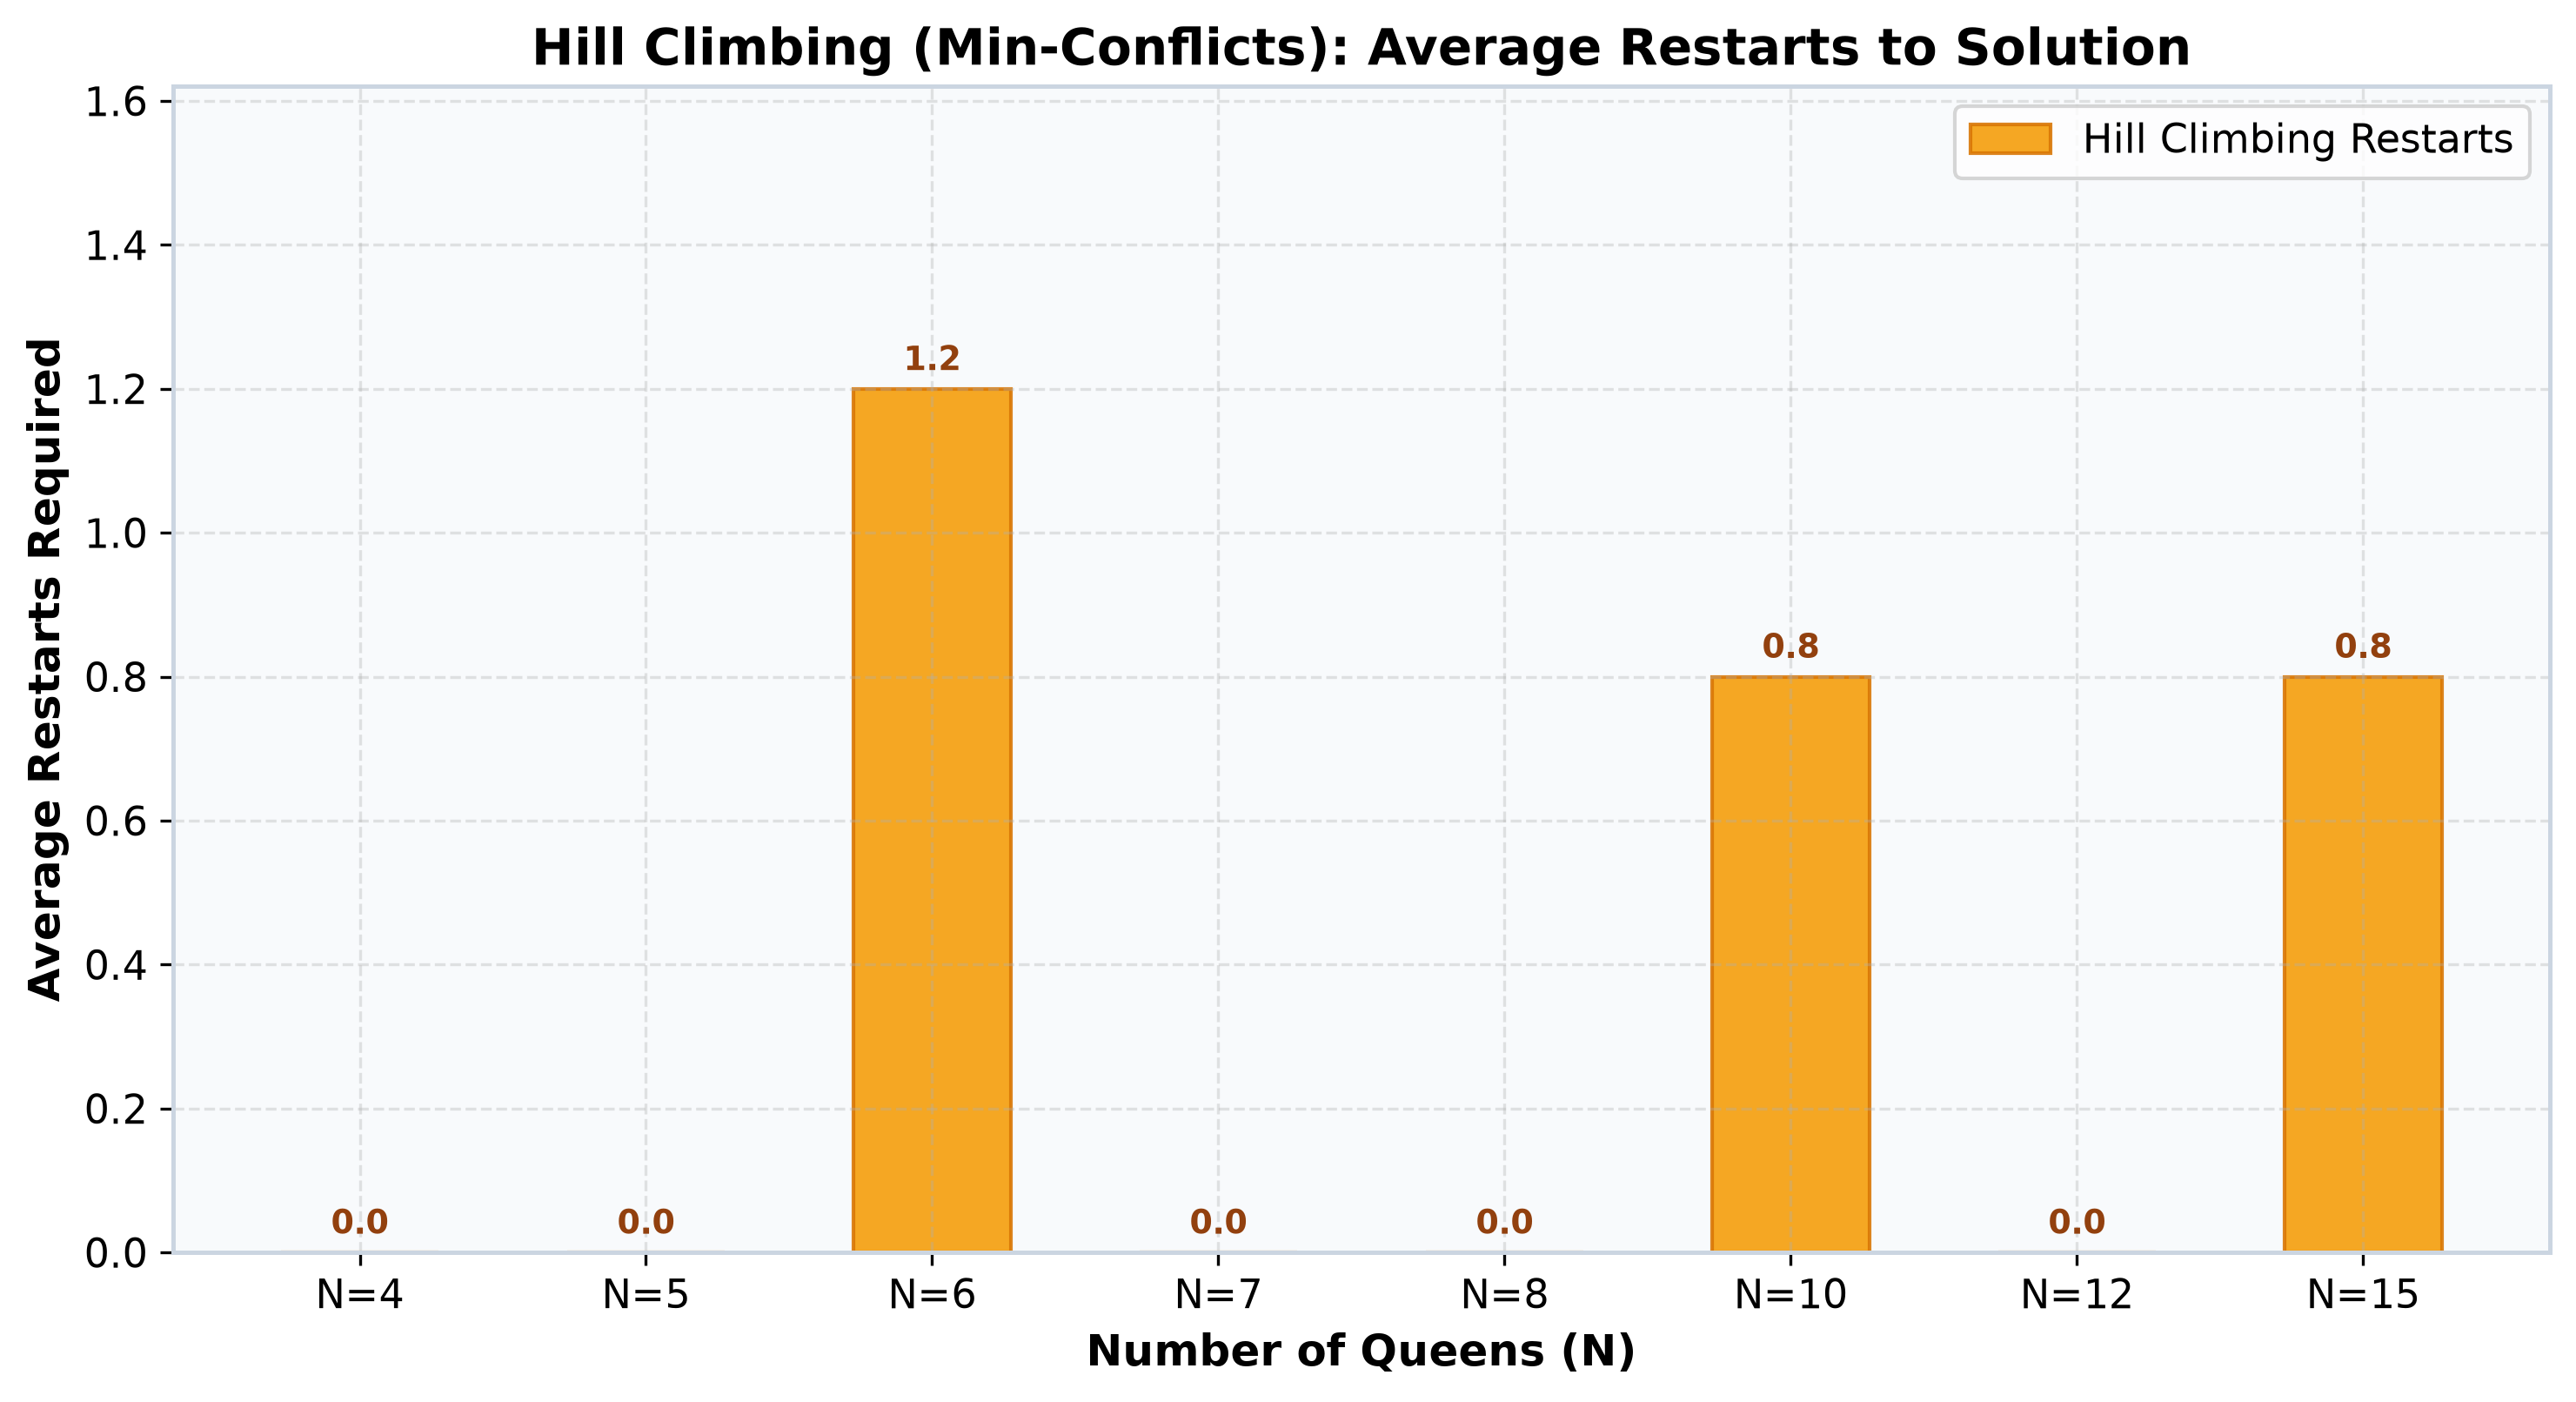 Hill Climbing (Min-Conflicts): Average Restarts to Solution
Hill Climbing Restarts
Average Restarts Required
1.6
1.4
1.2
1.0
0.8
0.6
0.4
0.2
0.0
0.0
0.0
1.2
0.0
0.0
0.8
0.0
0.8
N=4
N=5
N=6
N=7
N=8
N=10
N=12
N=15
Number of Queens (N)